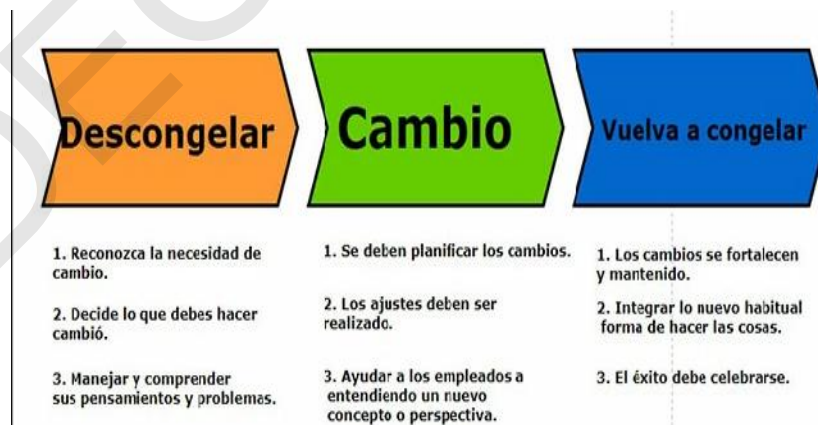 Descongelar
Cambio
Vuelva a congelar
1. Reconozca la necesidad de
cambio.
2. Decide lo que debes hacer
cambió.
3. Manejar y comprender
sus pensamientos y problemas.
1. Se deben planificar los cambios.
2. Los ajustes deben ser
realizado.
3. Ayudar a los empleados a
entendiendo un nuevo
concepto o perspectiva.
1. Los cambios se fortalecen
y mantenido.
2. Integrar lo nuevo habitual
forma de hacer las cosas.
3. El éxito debe celebrarse.